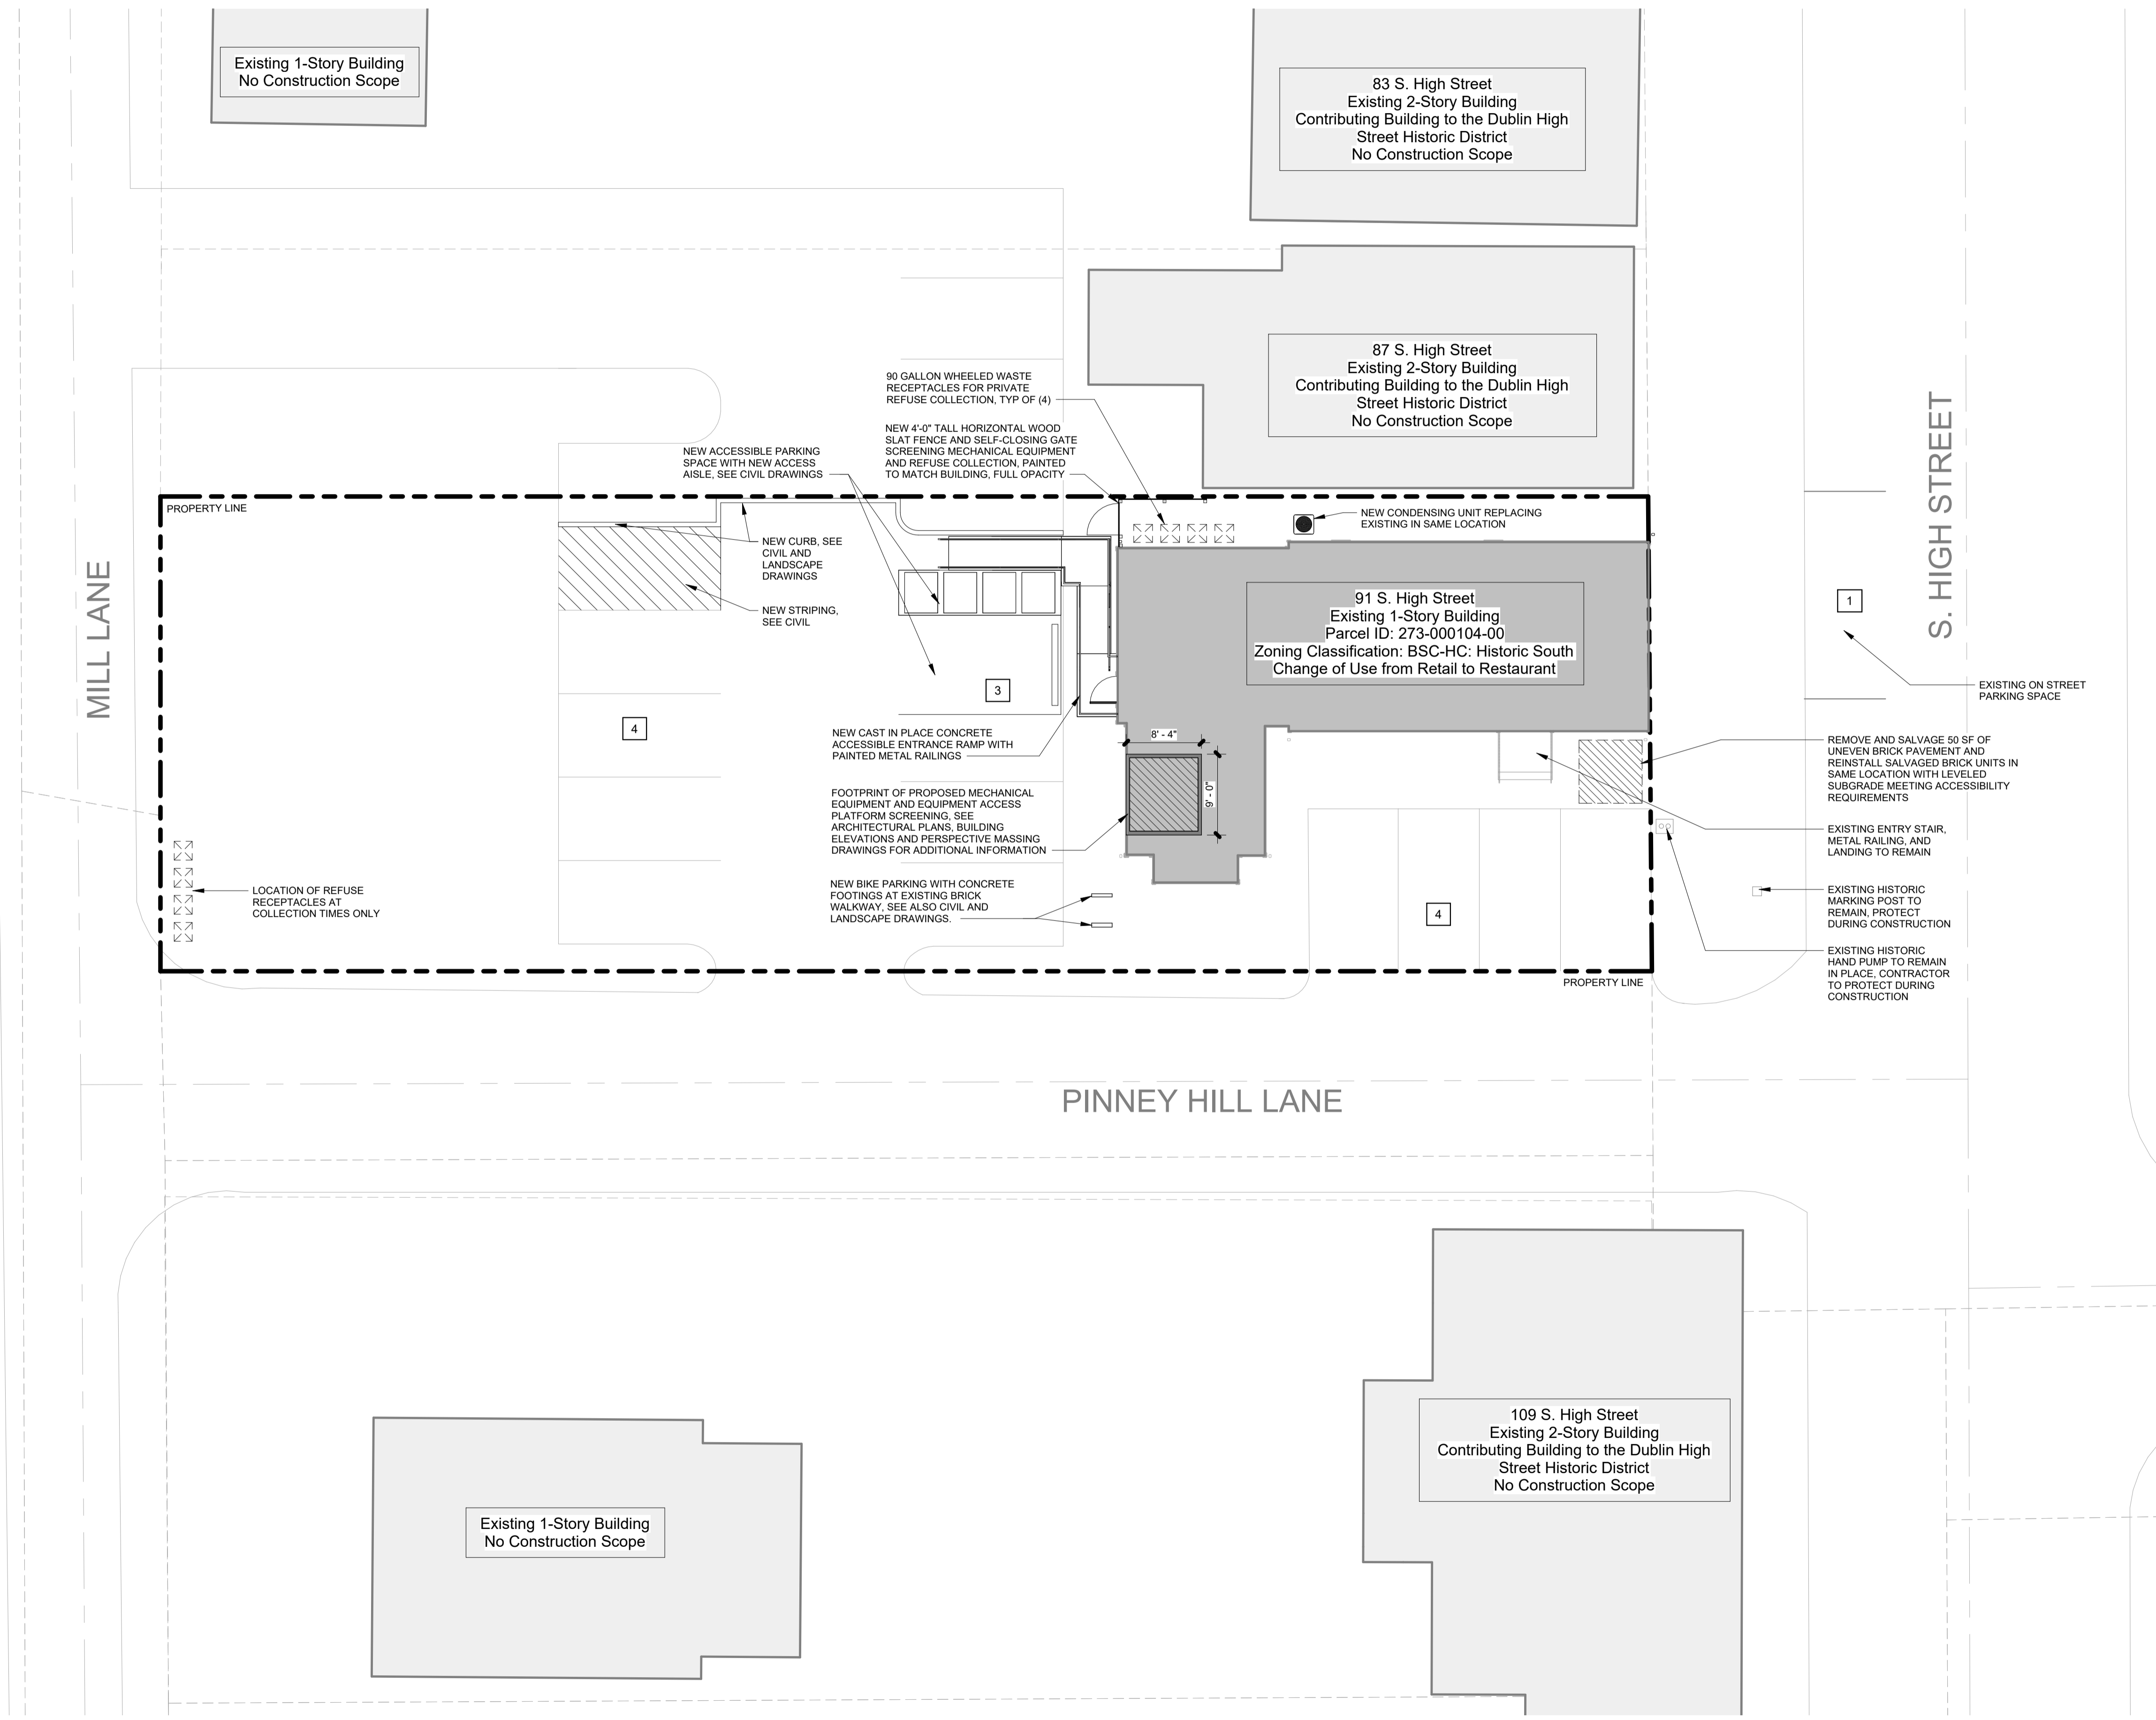 Existing 1-Story Building
No Construction Scope
83 S. High Street
Existing 2-Story Building
Contributing Building to the Dublin High
Street Historic District
No Construction Scope
87 S. High Street
Existing 2-Story Building
Contributing Building to the Dublin High
Street Historic District
No Construction Scope
90 GALLON WHEELED WASTE
RECEPTACLES FOR PRIVATE
REFUSE COLLECTION, TYP OF (4)
NEW 4'-0" TALL HORIZONTAL WOOD
SLAT FENCE AND SELF-CLOSING GATE
SCREENING MECHANICAL EQUIPMENT
AND REFUSE COLLECTION, PAINTED
TO MATCH BUILDING, FULL OPACITY
NEW ACCESSIBLE PARKING
SPACE WITH NEW ACCESS
AISLE, SEE CIVIL DRAWINGS
PROPERTY LINE
NEW CONDENSING UNIT REPLACING
EXISTING IN SAME LOCATION
NEW CURB, SEE
CIVIL AND
LANDSCAPE
DRAWINGS
NEW STRIPING,
SEE CIVIL
MILL LANE
S. HIGH STREET
91 S. High Street
Existing 1-Story Building
Parcel ID: 273-000104-00
Zoning Classification: BSC-HC: Historic South
Change of Use from Retail to Restaurant
1
EXISTING ON STREET
PARKING SPACE
3
4
NEW CAST IN PLACE CONCRETE
ACCESSIBLE ENTRANCE RAMP WITH
PAINTED METAL RAILINGS
8' - 4"
9' - 0"
REMOVE AND SALVAGE 50 SF OF
UNEVEN BRICK PAVEMENT AND
REINSTALL SALVAGED BRICK UNITS IN
SAME LOCATION WITH LEVELED
SUBGRADE MEETING ACCESSIBILITY
REQUIREMENTS
FOOTPRINT OF PROPOSED MECHANICAL
EQUIPMENT AND EQUIPMENT ACCESS
PLATFORM SCREENING, SEE
ARCHITECTURAL PLANS, BUILDING
ELEVATIONS AND PERSPECTIVE MASSING
DRAWINGS FOR ADDITIONAL INFORMATION
EXISTING ENTRY STAIR,
METAL RAILING, AND
LANDING TO REMAIN
LOCATION OF REFUSE
RECEPTACLES AT
COLLECTION TIMES ONLY
NEW BIKE PARKING WITH CONCRETE
FOOTINGS AT EXISTING BRICK
WALKWAY, SEE ALSO CIVIL AND
LANDSCAPE DRAWINGS.
4
EXISTING HISTORIC
MARKING POST TO
REMAIN, PROTECT
DURING CONSTRUCTION
EXISTING HISTORIC
HAND PUMP TO REMAIN
IN PLACE, CONTRACTOR
TO PROTECT DURING
CONSTRUCTION
PROPERTY LINE
PINNEY HILL LANE
109 S. High Street
Existing 2-Story Building
Contributing Building to the Dublin High
Street Historic District
No Construction Scope
Existing 1-Story Building
No Construction Scope